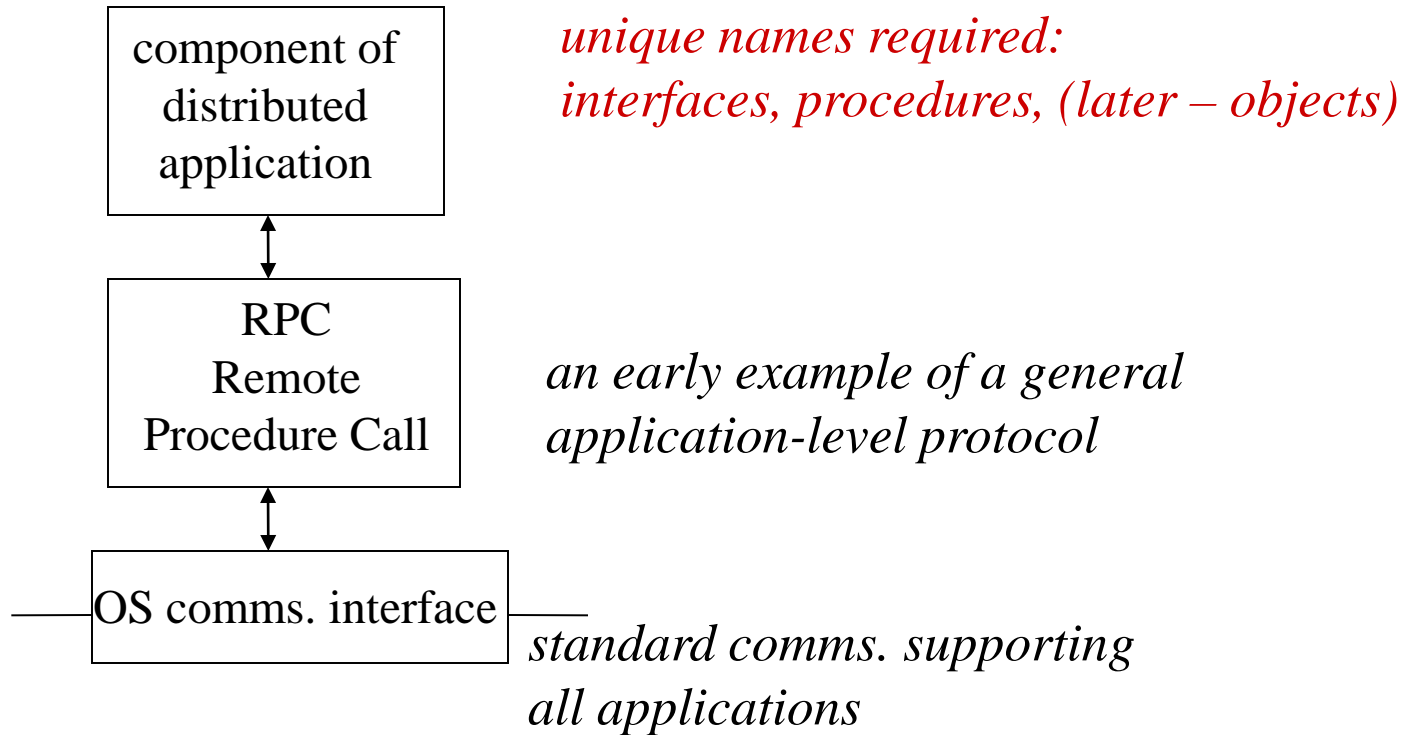 component of
distributed
application
unique names required:
interfaces, procedures, (later – objects)
RPC
Remote
Procedure Call
an early example of a general
application-level protocol
OS comms. interface
standard comms. supporting
all applications